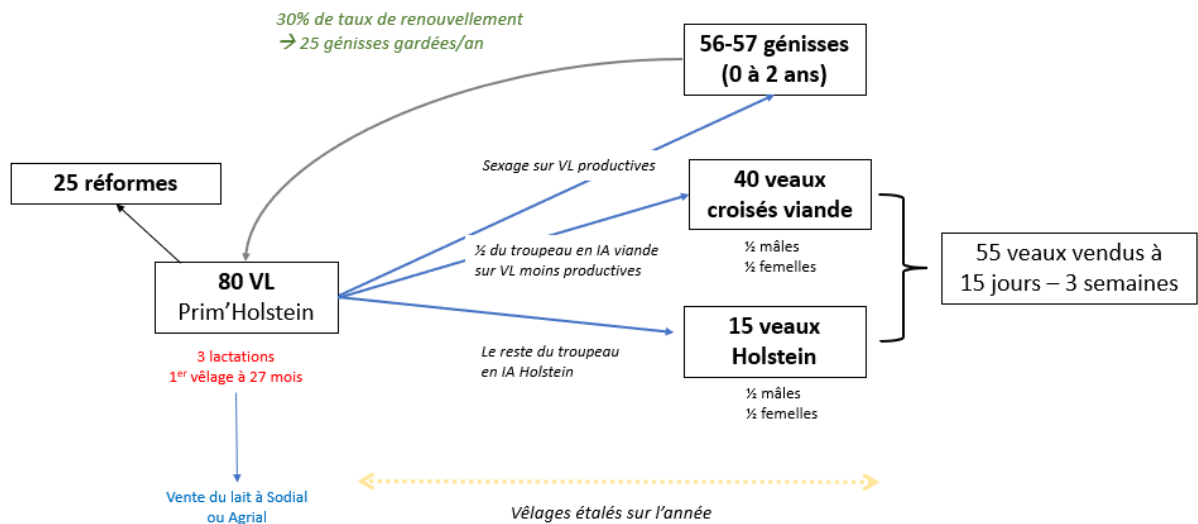 30% de taux de renouvellement
→ 25 génisses gardées/an
56-57 génisses
(0 à 2 ans)
Sexage sur VL productives
25 réformes
40 veaux
croisés viande
½ mâles
½ femelles
½ du troupeau en IA viande
sur VL moins productives
55 veaux vendus à
15 jours – 3 semaines
80 VL
Prim'Holstein
15 veaux
Holstein
½ mâles
½ femelles
Le reste du troupeau
en IA Holstein
3 lactations
1er vêlage à 27 mois
Vente du lait à Sodial
ou Agrial
Vêlages étalés sur l'année